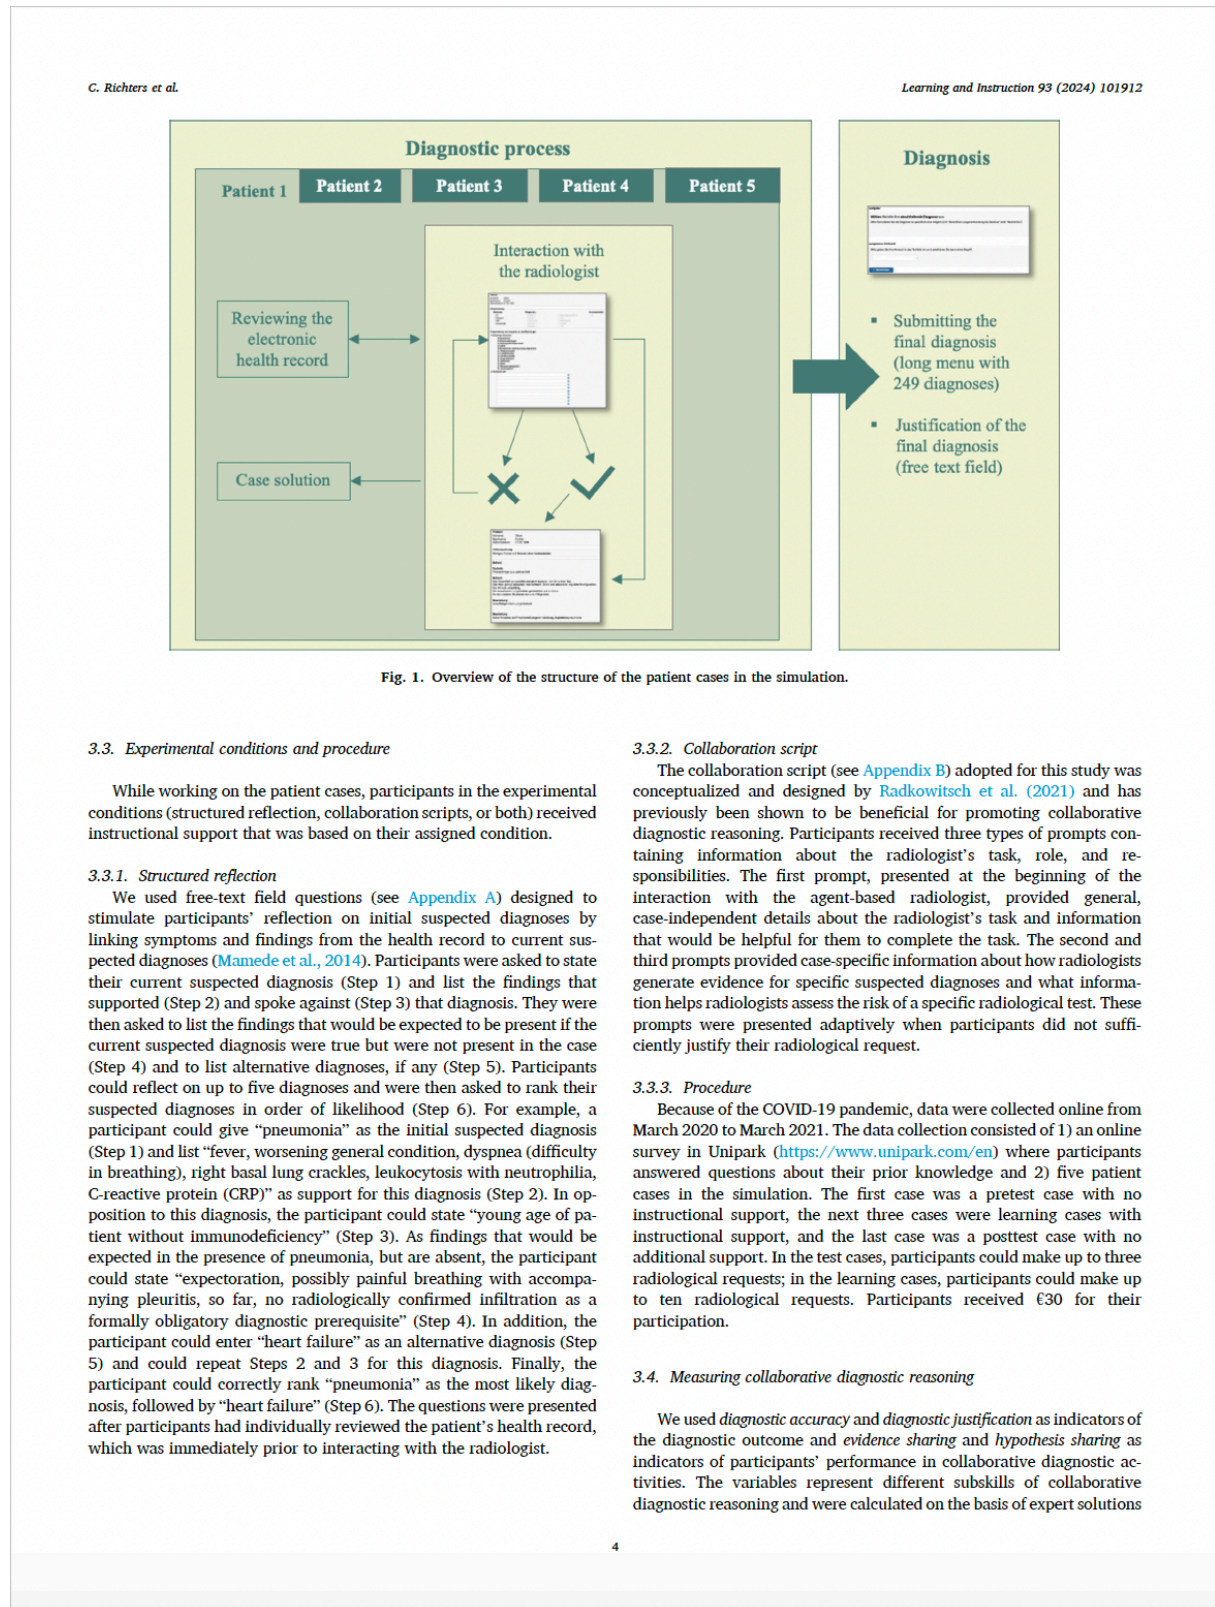 C. Richters et al.
Learning and Instruction 93 (2024) 101912
Diagnostic process
Patient 1
Patient 2
Patient 3
Patient 4
Patient 5
Interaction with
the radiologist
Reviewing the
electronic
health record
Case solution
Diagnosis
▪ Submitting the
final diagnosis
(long menu with
249 diagnoses)
▪ Justification of the
final diagnosis
(free text field)
Fig. 1. Overview of the structure of the patient cases in the simulation.
3.3. Experimental conditions and procedure
While working on the patient cases, participants in the experimental
conditions (structured reflection, collaboration scripts, or both) received
instructional support that was based on their assigned condition.
3.3.1. Structured reflection
We used free-text field questions (see Appendix A) designed to
stimulate participants’ reflection on initial suspected diagnoses by
linking symptoms and findings from the health record to current sus-
pected diagnoses (Mamede et al., 2014). Participants were asked to state
their current suspected diagnosis (Step 1) and list the findings that
supported (Step 2) and spoke against (Step 3) that diagnosis. They were
then asked to list the findings that would be expected to be present if the
current suspected diagnosis were true but were not present in the case
(Step 4) and to list alternative diagnoses, if any (Step 5). Participants
could reflect on up to five diagnoses and were then asked to rank their
suspected diagnoses in order of likelihood (Step 6). For example, a
participant could give “pneumonia” as the initial suspected diagnosis
(Step 1) and list “fever, worsening general condition, dyspnea (difficulty
in breathing), right basal lung crackles, leukocytosis with neutrophilia,
C-reactive protein (CRP)” as support for this diagnosis (Step 2). In op-
position to this diagnosis, the participant could state “young age of pa-
tient without immunodeficiency” (Step 3). As findings that would be
expected in the presence of pneumonia, but are absent, the participant
could state “expectoration, possibly painful breathing with accompa-
nying pleuritis, so far, no radiologically confirmed infiltration as a
formally obligatory diagnostic prerequisite” (Step 4). In addition, the
participant could enter “heart failure” as an alternative diagnosis (Step
5) and could repeat Steps 2 and 3 for this diagnosis. Finally, the
participant could correctly rank “pneumonia” as the most likely diag-
nosis, followed by “heart failure” (Step 6). The questions were presented
after participants had individually reviewed the patient’s health record,
which was immediately prior to interacting with the radiologist.
3.3.2. Collaboration script
The collaboration script (see Appendix B) adopted for this study was
conceptualized and designed by Radkowitsch et al. (2021) and has
previously been shown to be beneficial for promoting collaborative
diagnostic reasoning. Participants received three types of prompts con-
taining information about the radiologist’s task, role, and re-
sponsibilities. The first prompt, presented at the beginning of the
interaction with the agent-based radiologist, provided general,
case-independent details about the radiologist’s task and information
that would be helpful for them to complete the task. The second and
third prompts provided case-specific information about how radiologists
generate evidence for specific suspected diagnoses and what informa-
tion helps radiologists assess the risk of a specific radiological test. These
prompts were presented adaptively when participants did not suffi-
ciently justify their radiological request.
3.3.3. Procedure
Because of the COVID-19 pandemic, data were collected online from
March 2020 to March 2021. The data collection consisted of 1) an online
survey in Unipark (https://www.unipark.com/en) where participants
answered questions about their prior knowledge and 2) five patient
cases in the simulation. The first case was a pretest case with no
instructional support, the next three cases were learning cases with
instructional support, and the last case was a posttest case with no
additional support. In the test cases, participants could make up to three
radiological requests; in the learning cases, participants could make up
to ten radiological requests. Participants received €30 for their
participation.
3.4. Measuring collaborative diagnostic reasoning
We used diagnostic accuracy and diagnostic justification as indicators of
the diagnostic outcome and evidence sharing and hypothesis sharing as
indicators of participants’ performance in collaborative diagnostic ac-
tivities. The variables represent different subskills of collaborative
diagnostic reasoning and were calculated on the basis of expert solutions
4